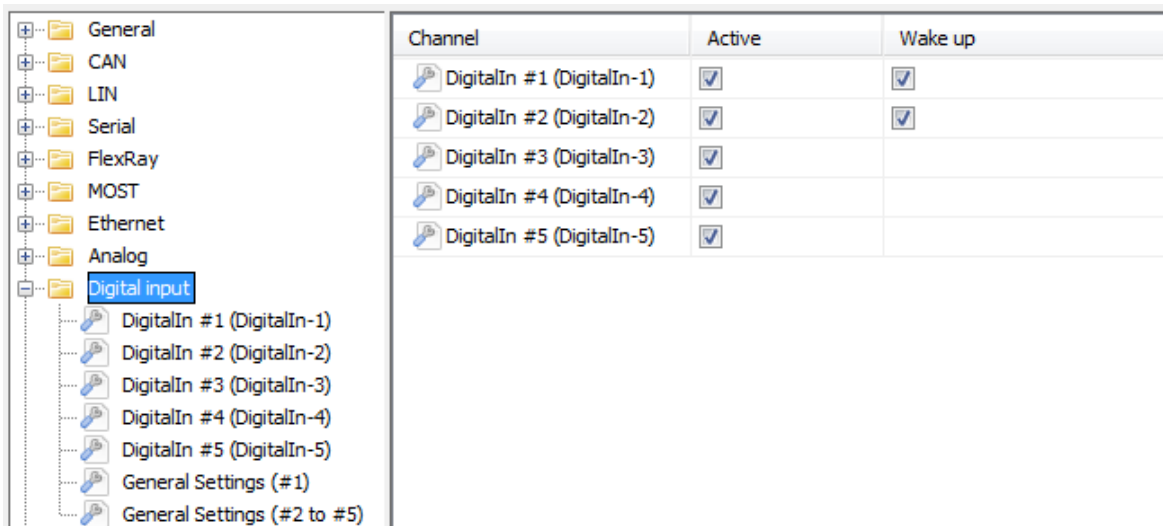 General
CAN
LIN
Serial
FlexRay
MOST
Ethernet
Analog
Digital input
DigitalIn #1 (DigitalIn-1)
DigitalIn #2 (DigitalIn-2)
DigitalIn #3 (DigitalIn-3)
DigitalIn #4 (DigitalIn-4)
DigitalIn #5 (DigitalIn-5)
General Settings (#1)
General Settings (#2 to #5)
Channel Active Wake up
DigitalIn #1 (DigitalIn-1)
DigitalIn #2 (DigitalIn-2)
DigitalIn #3 (DigitalIn-3)
DigitalIn #4 (DigitalIn-4)
DigitalIn #5 (DigitalIn-5)